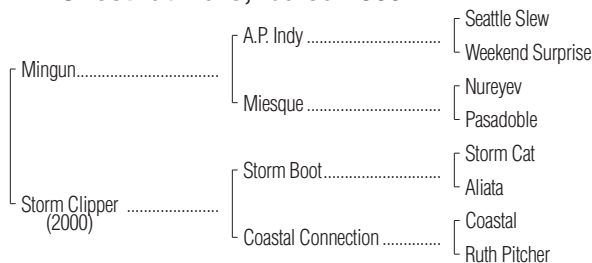 Seattle Slew
A.P. Indy
Weekend Surprise
Mingun
Nureyev
Miesque
Pasadoble
Storm Cat
Storm Boot
Aliata
Storm Clipper
(2000)
Coastal
Coastal Connection
Ruth Pitcher